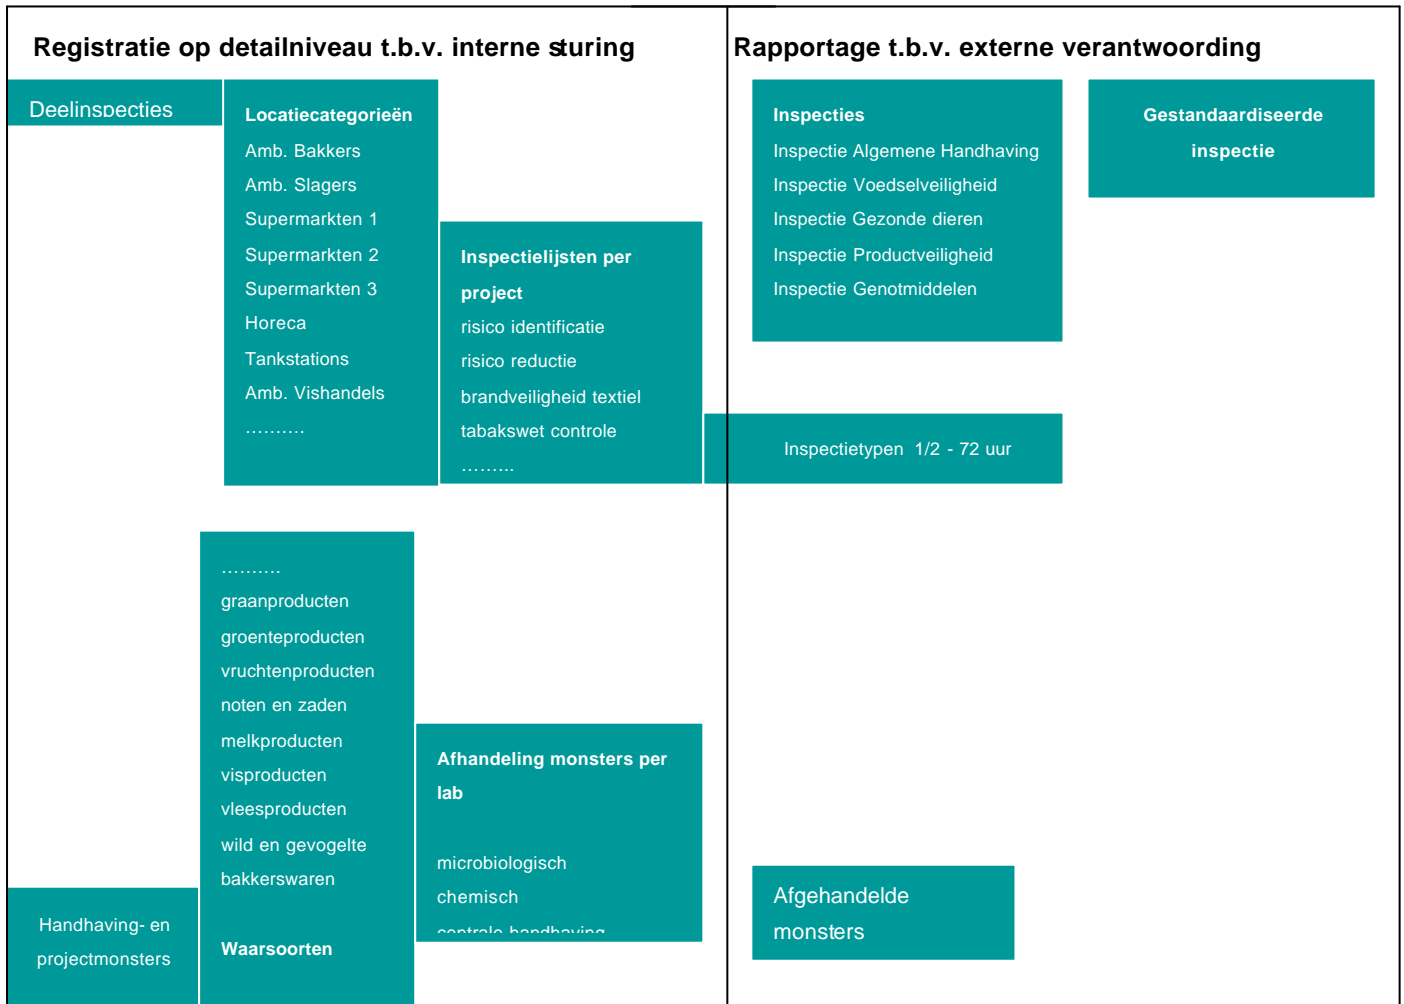 Registratie op detailniveau t.b.v. interne sturing
Rapportage t.b.v. externe verantwoording
Deelinspecties
Locatiecategorieën
Amb. Bakkers
Amb. Slagers
Supermarkten 1
Supermarkten 2
Supermarkten 3
Horeca
Tankstations
Amb. Vishandels
……….
Inspectielijsten per
project
risico identificatie
risico reductie
brandveiligheid textiel
tabakswet controle
……...
Inspecties
Inspectie Algemene Handhaving
Inspectie Voedselveiligheid
Inspectie Gezonde dieren
Inspectie Productveiligheid
Inspectie Genotmiddelen
Gestandaardiseerde
inspectie
Inspectietypen 1/2 - 72 uur
……….
graanproducten
groenteproducten
vruchtenproducten
noten en zaden
melkproducten
visproducten
vleesproducten
wild en gevogelte
bakkerswaren
Waarsoorten
Handhaving- en
projectmonsters
Afhandeling monsters per
lab
microbiologisch
chemisch
centrale handhaving
Afgehandelde
monsters